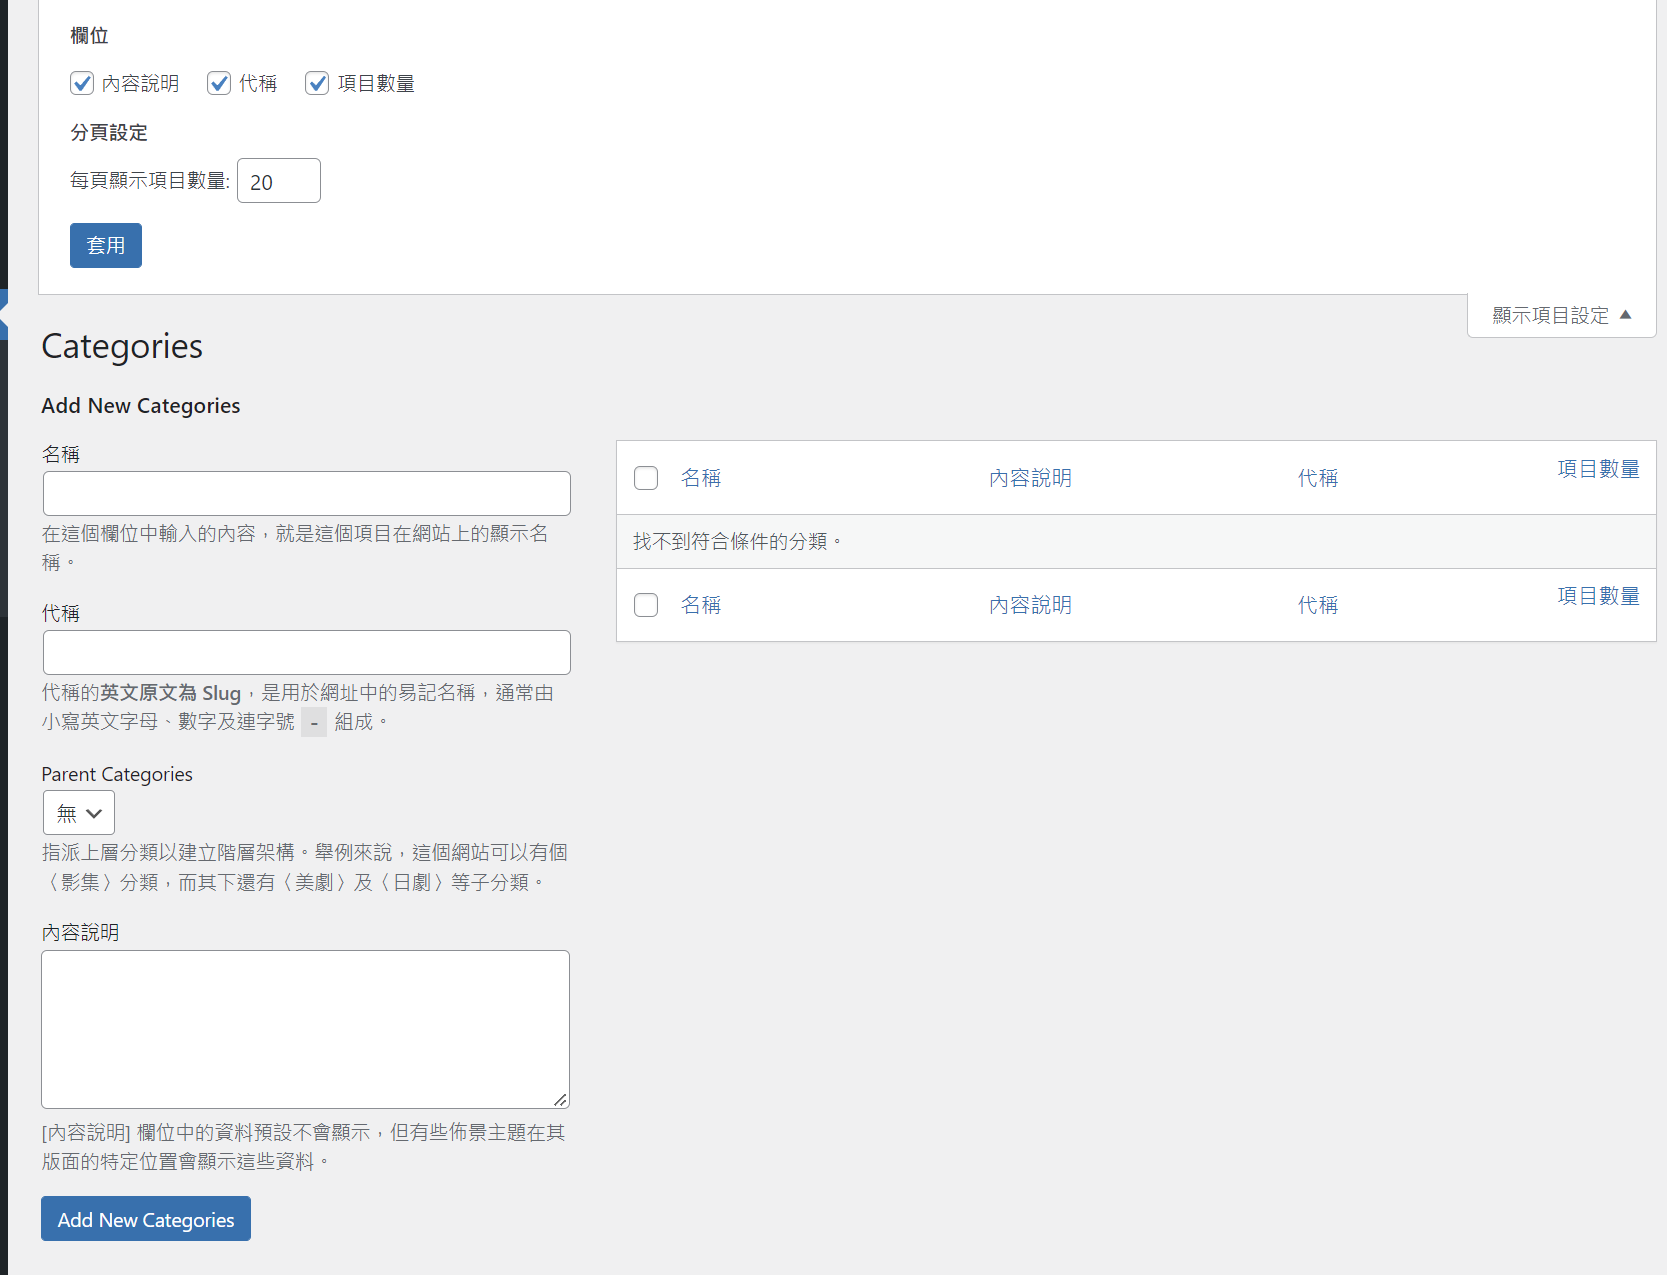 欄位
內容說明 代稱 項目數量
分頁設定
每頁顯示項目數量: 20
套用
顯示項目設定
Categories
Add New Categories
名稱
在這個欄位中輸入的內容，就是這個項目在網站上的顯示名
稱。
代稱
代稱的英文原文為 Slug，是用於網址中的易記名稱，通常由
小寫英文字母、數字及連字號 - 組成。
Parent Categories
無
指派上層分類以建立階層架構。舉例來說，這個網站可以有個
〈影集〉分類，而其下還有〈美劇〉及〈日劇〉等子分類。
內容說明
[內容說明] 欄位中的資料預設不會顯示，但有些佈景主題在其
版面的特定位置會顯示這些資料。
Add New Categories
名稱 內容說明 代稱 項目數量
找不到符合條件的分類。
名稱 內容說明 代稱 項目數量